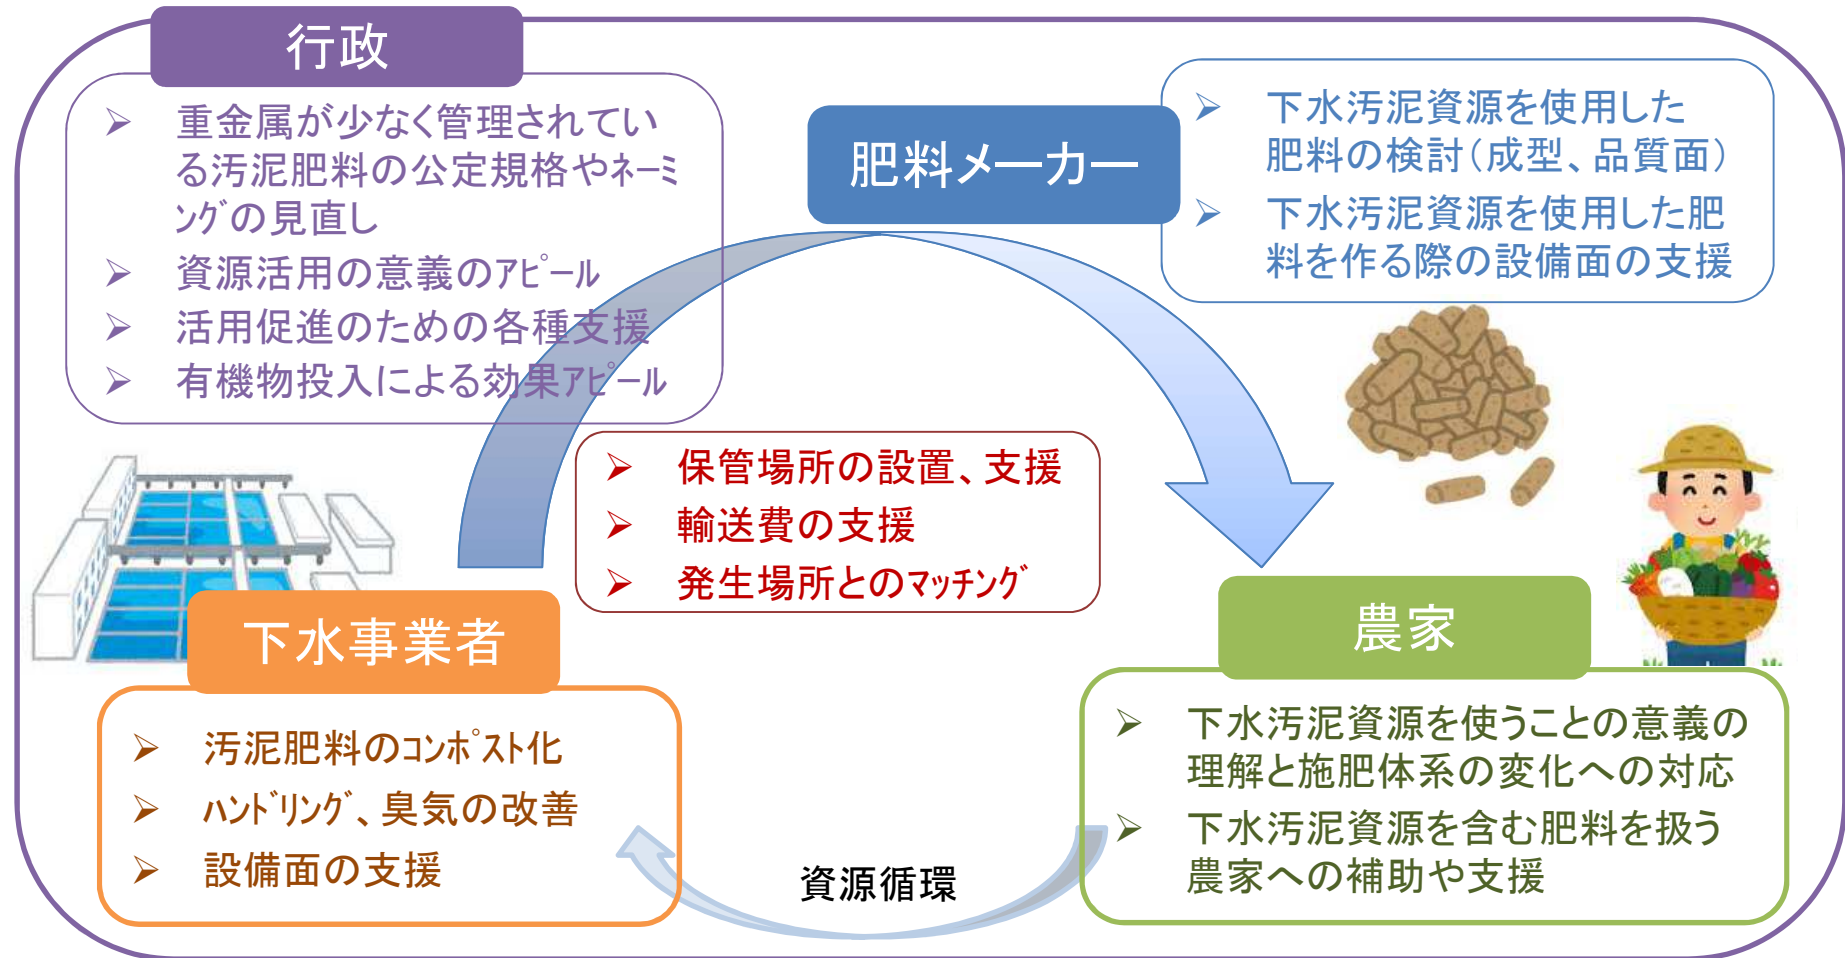 行政
➢ 重金属が少なく管理されてい
る汚泥肥料の公定規格やﾈｰﾐ
ﾝｸﾞの見直し
➢ 資源活用の意義のｱﾋﾟｰﾙ
➢ 活用促進のための各種支援
➢ 有機物投入による効果ｱﾋﾟｰﾙ
肥料メーカー
➢ 下水汚泥資源を使用した
肥料の検討（成型、品質面）
➢ 下水汚泥資源を使用した肥
料を作る際の設備面の支援
➢ 保管場所の設置、支援
➢ 輸送費の支援
➢ 発生場所とのﾏｯﾁﾝｸﾞ
下水事業者
➢ 汚泥肥料のｺﾝﾎﾟｽﾄ化
➢ ﾊﾝﾄﾞﾘﾝｸﾞ、臭気の改善
➢ 設備面の支援
農家
➢ 下水汚泥資源を使うことの意義の
理解と施肥体系の変化への対応
➢ 下水汚泥資源を含む肥料を扱う
農家への補助や支援
資源循環